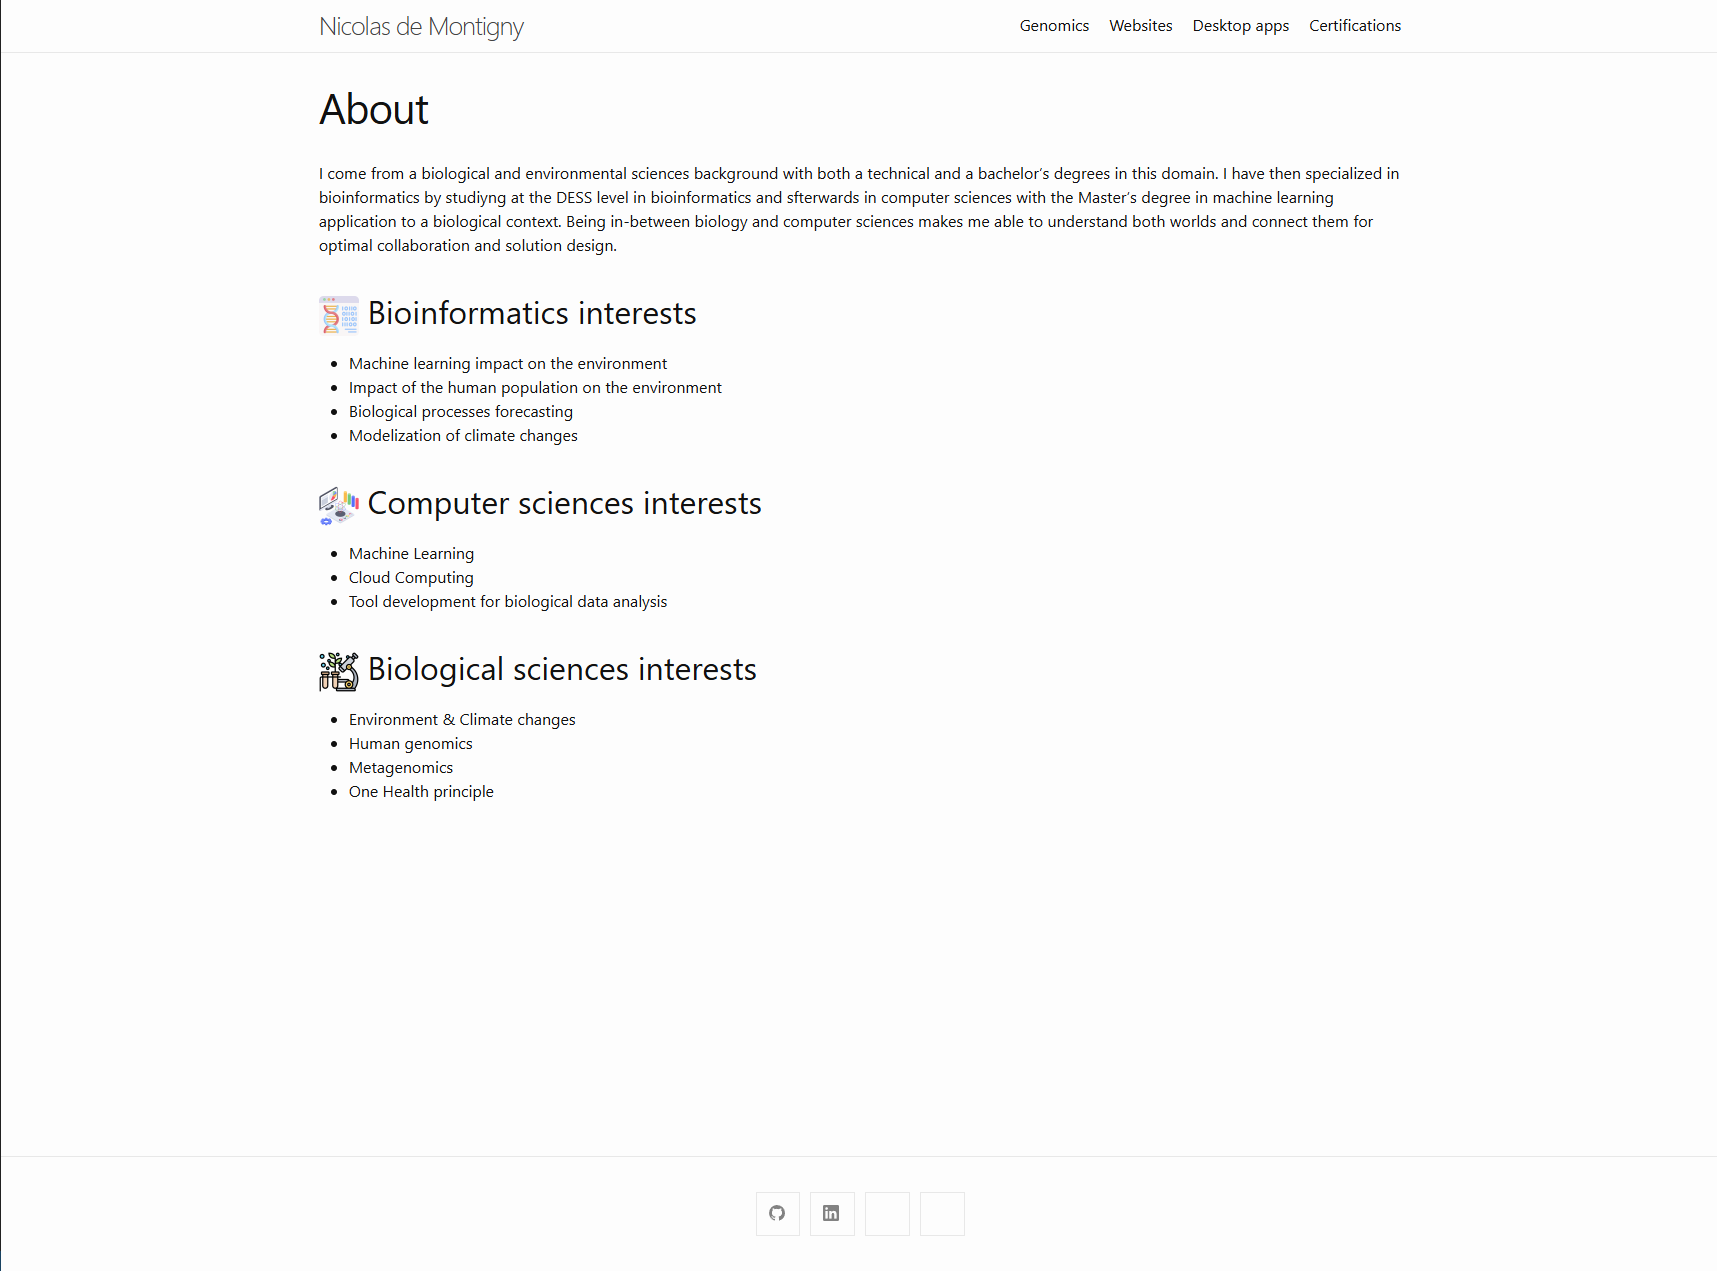 Nicolas de Montigny
Genomics Websites Desktop apps Certifications
About
I come from a biological and environmental sciences background with both a technical and a bachelor’s degrees in this domain. I have then specialized in
bioinformatics by studiyng at the DESS level in bioinformatics and sfterwards in computer sciences with the Master’s degree in machine learning
application to a biological context. Being in-between biology and computer sciences makes me able to understand both worlds and connect them for
optimal collaboration and solution design.
Bioinformatics interests
Machine learning impact on the environment
Impact of the human population on the environment
Biological processes forecasting
Modelization of climate changes
Computer sciences interests
Machine Learning
Cloud Computing
Tool development for biological data analysis
Biological sciences interests
Environment & Climate changes
Human genomics
Metagenomics
One Health principle